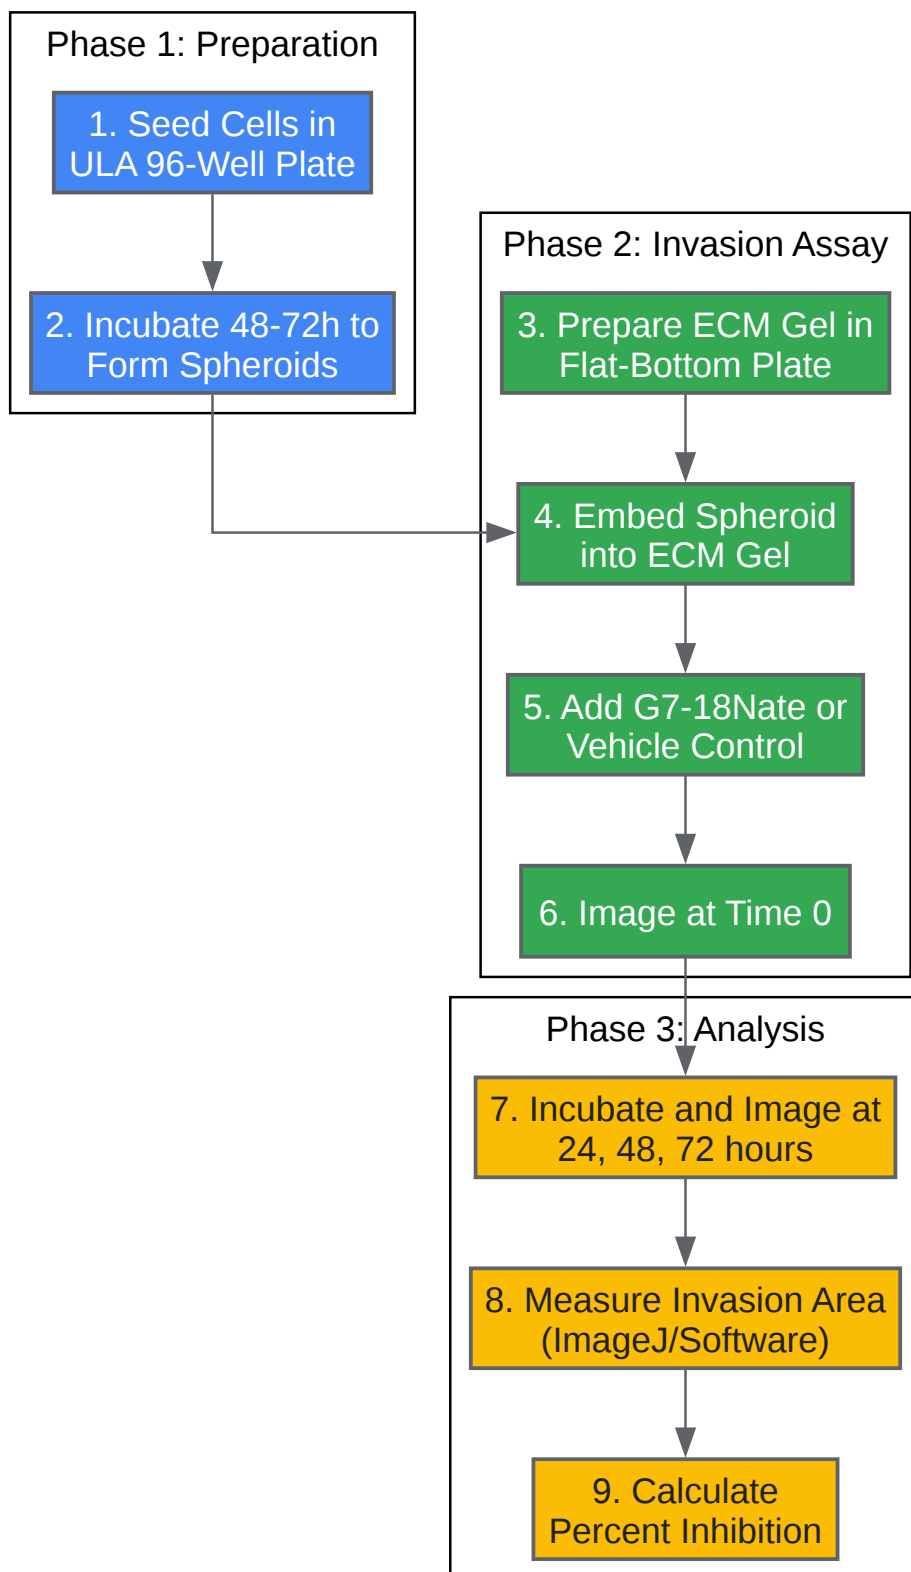 Phase 1: Preparation
1. Seed Cells in
ULA 96-Well Plate
2. Incubate 48-72h to
Form Spheroids
Phase 2: Invasion Assay
3. Prepare ECM Gel in
Flat-Bottom Plate
4. Embed Spheroid
into ECM Gel
5. Add G7-18Nate or
Vehicle Control
6. Image at Time 0
Phase 3: Analysis
7. Incubate and Image at
24, 48, 72 hours
8. Measure Invasion Area
(ImageJ/Software)
9. Calculate
Percent Inhibition